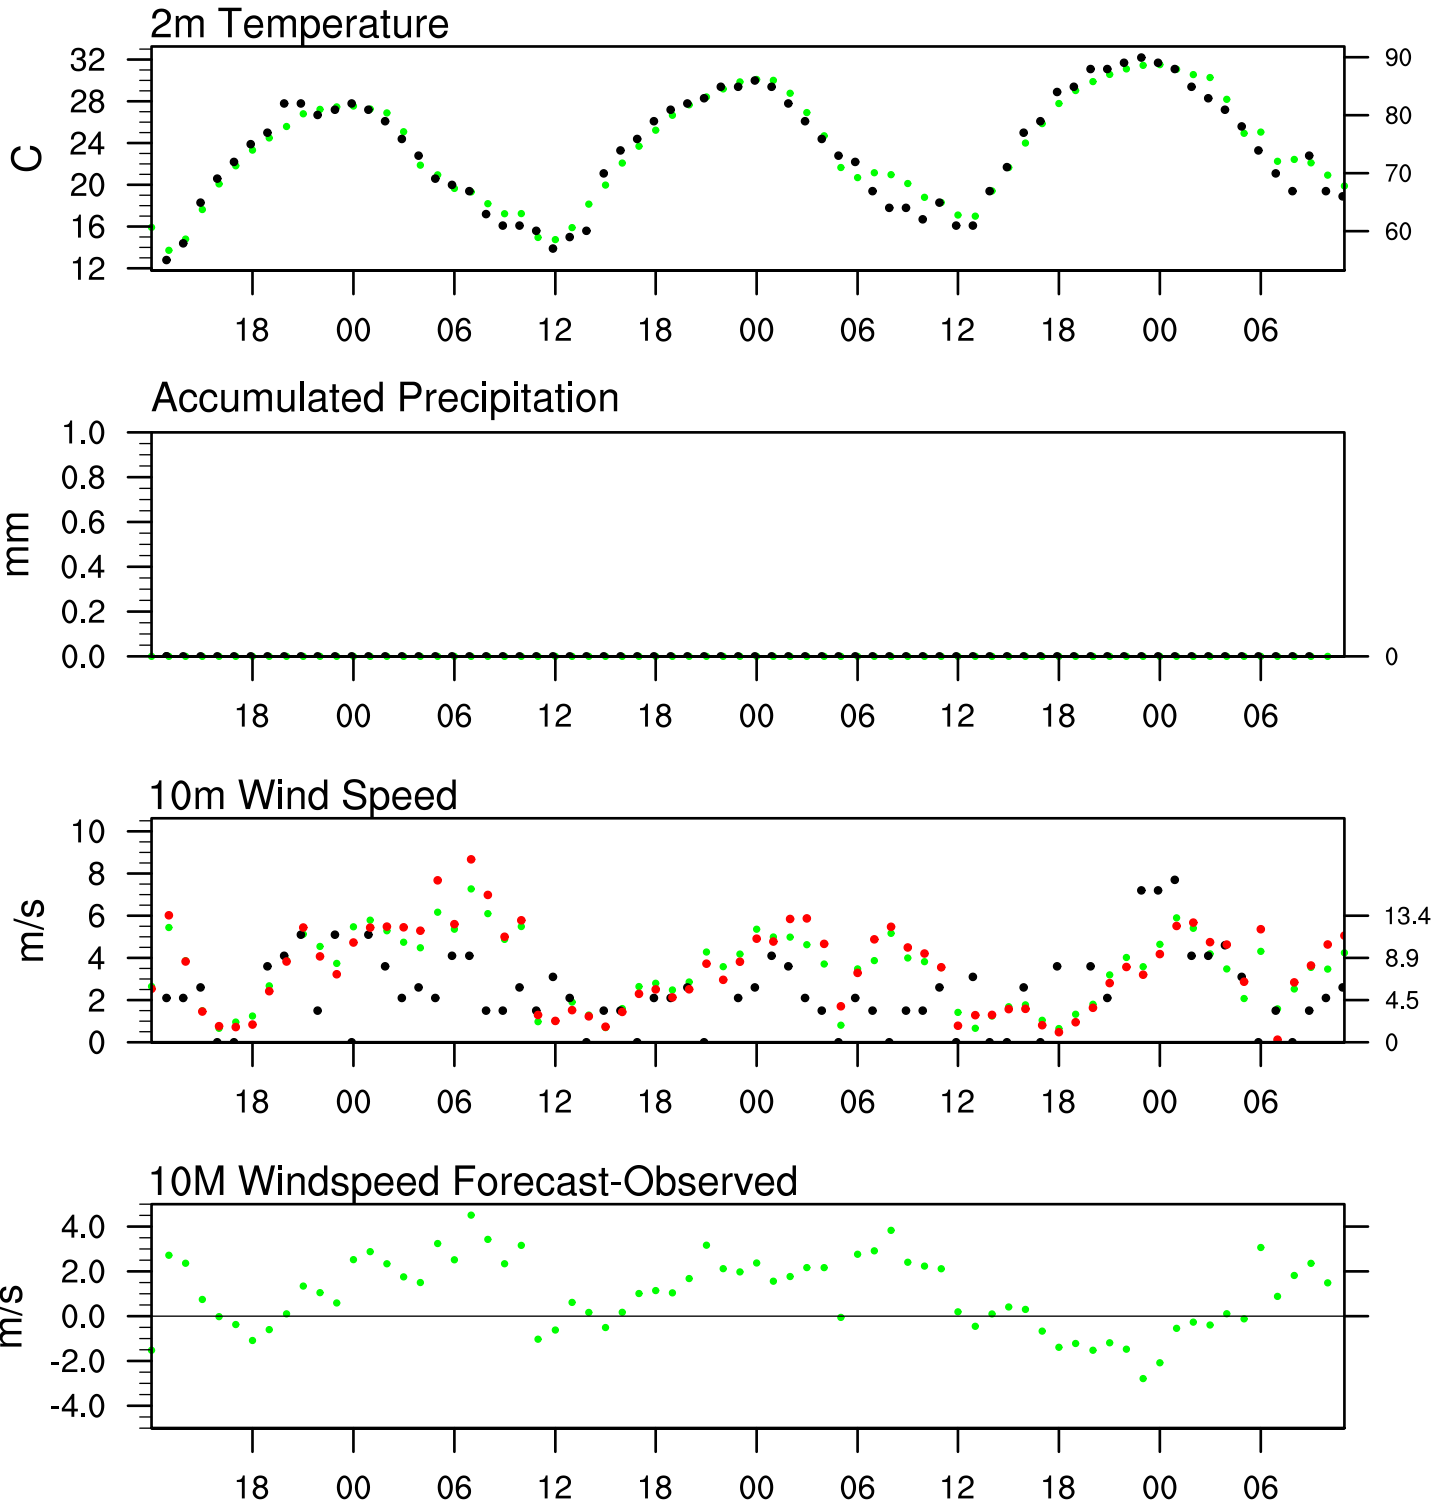 2m Temperature
32
28
24
20
16
12
C
90
80
70
60
18 00 06 12 18 00 06 12 18 00 06
Accumulated Precipitation
1.0
0.8
0.6
0.4
0.2
0.0
mm
0
18 00 06 12 18 00 06 12 18 00 06
10m Wind Speed
10
8
6
4
2
0
m/s
13.4
8.9
4.5
0
18 00 06 12 18 00 06 12 18 00 06
10M Windspeed Forecast-Observed
4.0
2.0
0.0
-2.0
-4.0
m/s
18 00 06 12 18 00 06 12 18 00 06